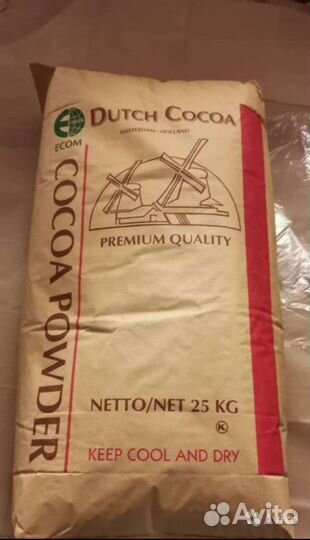 DUTCH COCOA
AMSTERDAM - HOLLAND
ECOM
COCOA POWDER
PREMIUM QUALITY
NETTO/NET 25 KG
K
KEEP COOL AND DRY
Avito